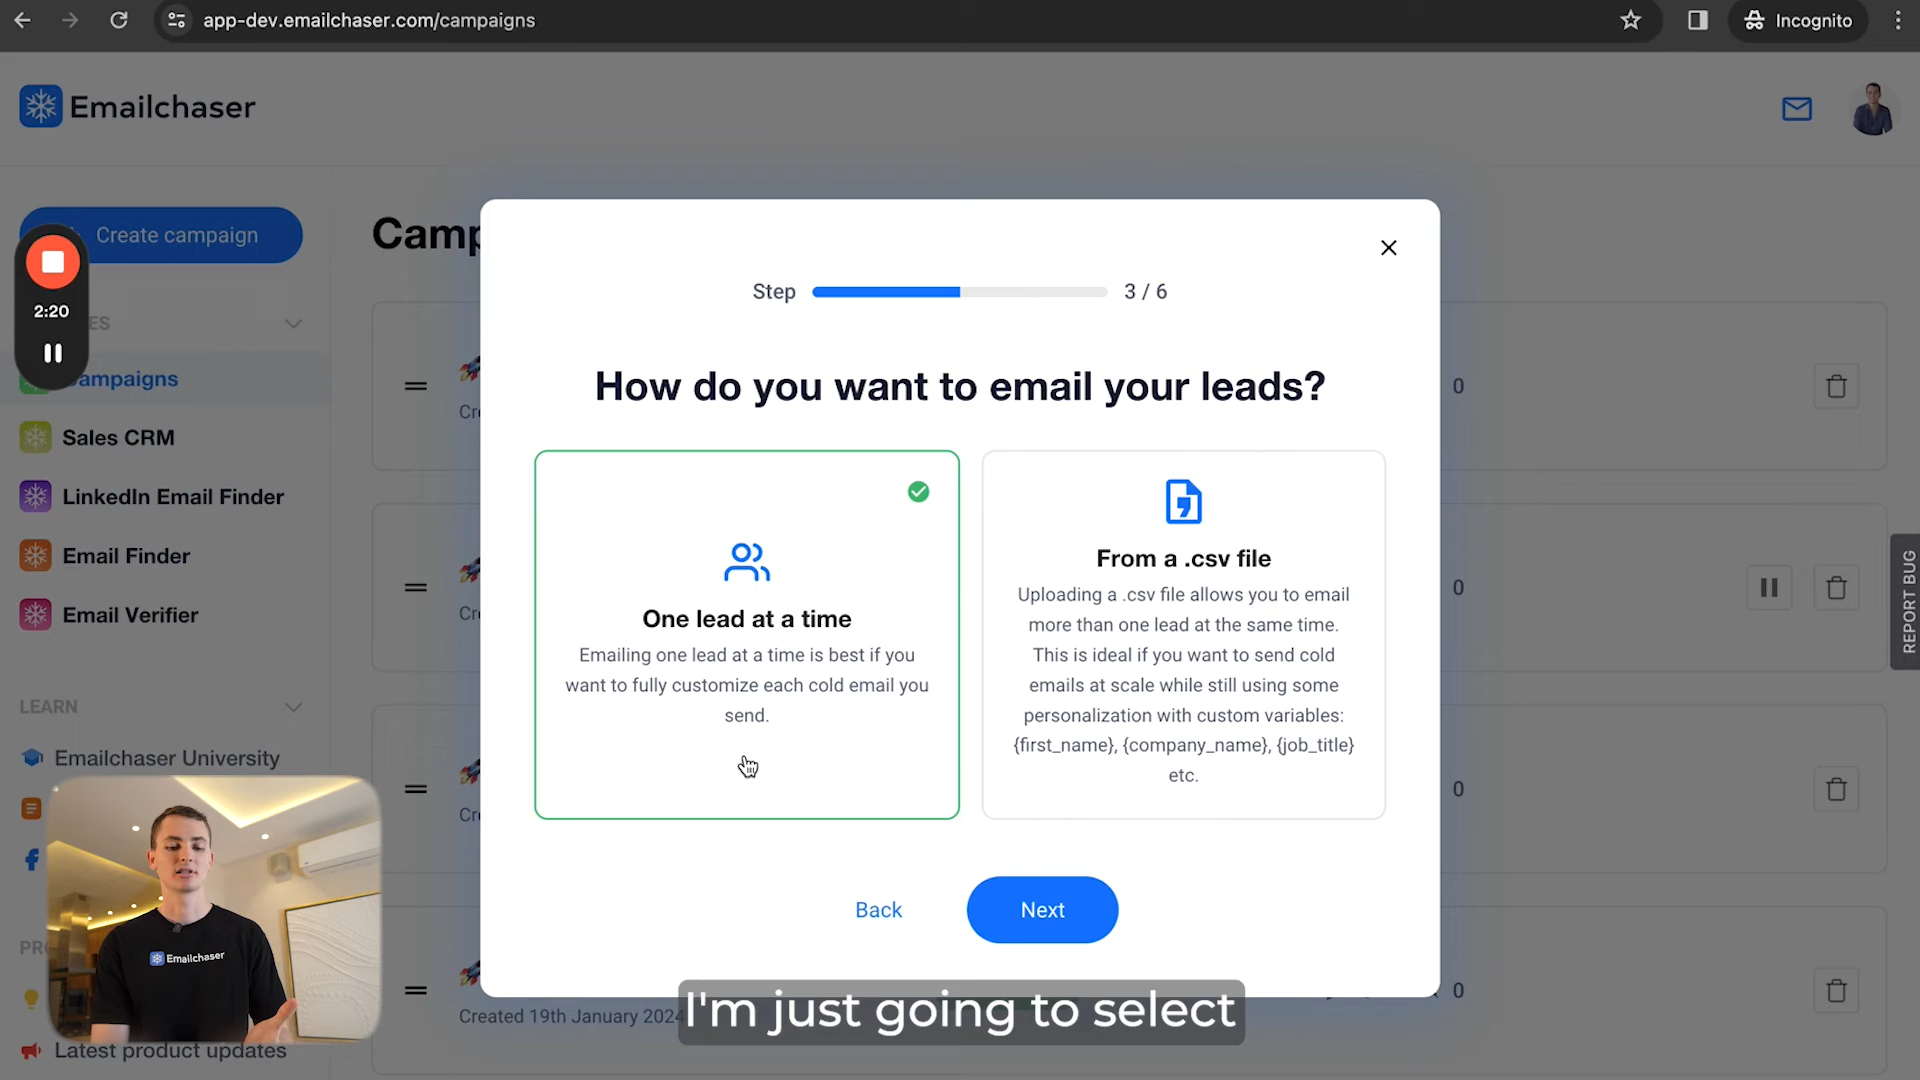 app-dev.emailchaser.com/campaigns
Incognito
Emailchaser
Create campaign
2:20
ES
ampaigns
Sales CRM
LinkedIn Email Finder
Email Finder
Email Verifier
LEARN
Emailchaser University
Latest product updates
Emailchaser
Camp
Step
3 / 6
How do you want to email your leads?
One lead at a time
Emailing one lead at a time is best if you
want to fully customize each cold email you
send.
From a .csv file
Uploading a .csv file allows you to email
more than one lead at the same time.
This is ideal if you want to send cold
emails at scale while still using some
personalization with custom variables:
{first_name}, {company_name}, {job_title}
etc.
Back
Next
0
0
0
0
Created 19th January 2024
I'm just going to select
REPORT BUG